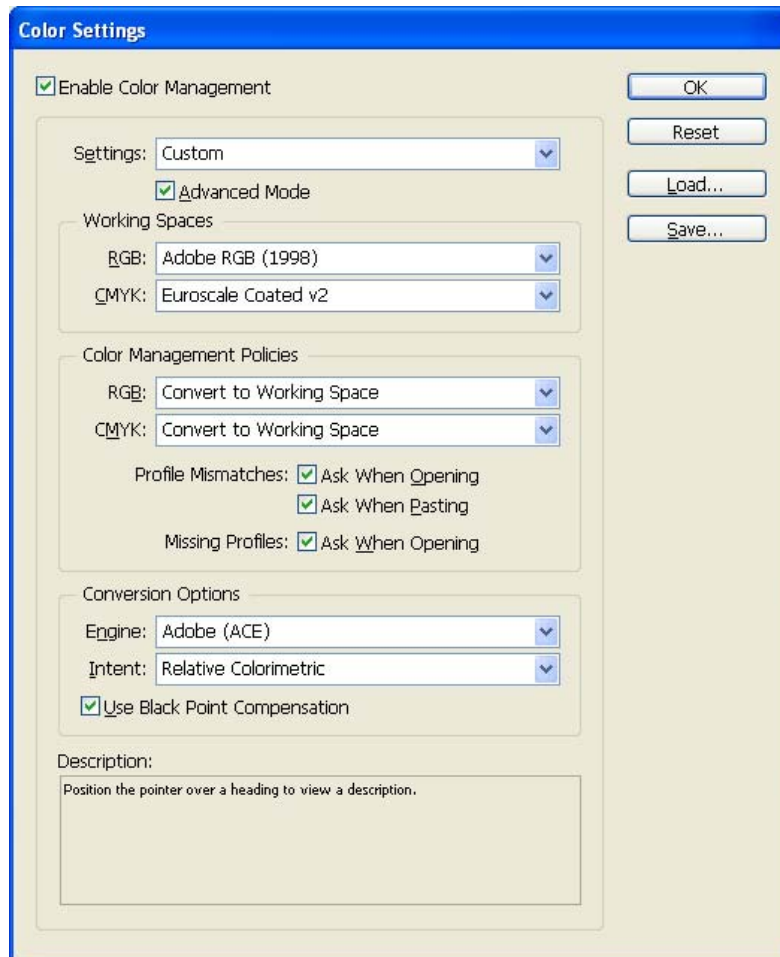 Color Settings
Enable Color Management
OK
Reset
Load...
Save...
Settings: Custom
Advanced Mode
Working Spaces
RGB: Adobe RGB (1998)
CMYK: Euroscale Coated v2
Color Management Policies
RGB: Convert to Working Space
CMYK: Convert to Working Space
Profile Mismatches: Ask When Opening
Ask When Pasting
Missing Profiles: Ask When Opening
Conversion Options
Engine: Adobe (ACE)
Intent: Relative Colorimetric
Use Black Point Compensation
Description:
Position the pointer over a heading to view a description.